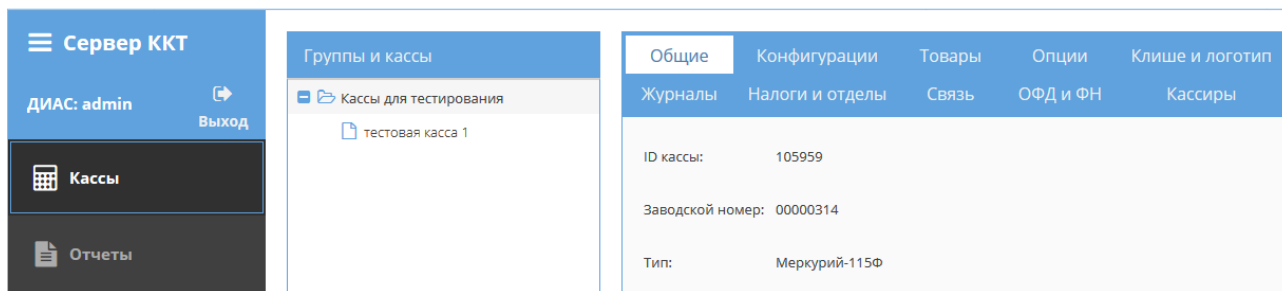 Сервер ККТ
ДИАС: admin
Выход
Кассы
Отчеты
Группы и кассы
Кассы для тестирования
тестовая касса 1
Общие Конфигурации Товары Опции Клише и логотип
Журналы Налоги и отделы Связь ОФД и ФН Кассиры
ID кассы: 105959
Заводской номер: 00000314
Тип: Меркурий-115Ф